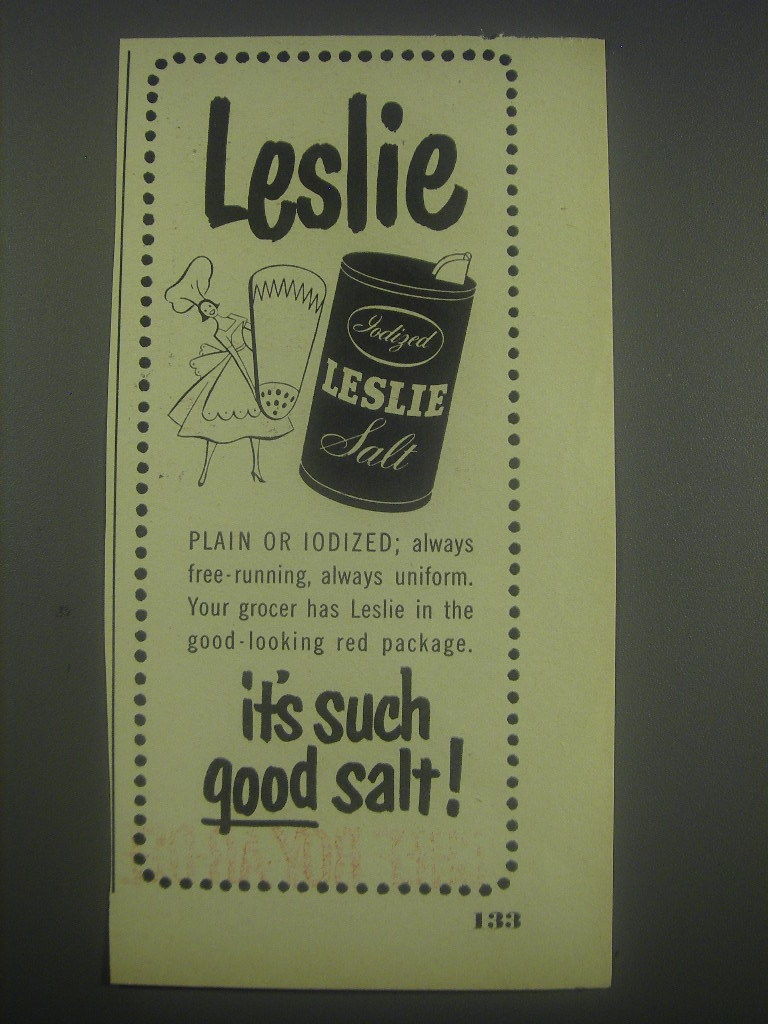 Leslie
Iodized
LESLIE
Salt
PLAIN OR IODIZED; always
free-running, always uniform.
Your grocer has Leslie in the
good-looking red package.
it's such
good salt!
133